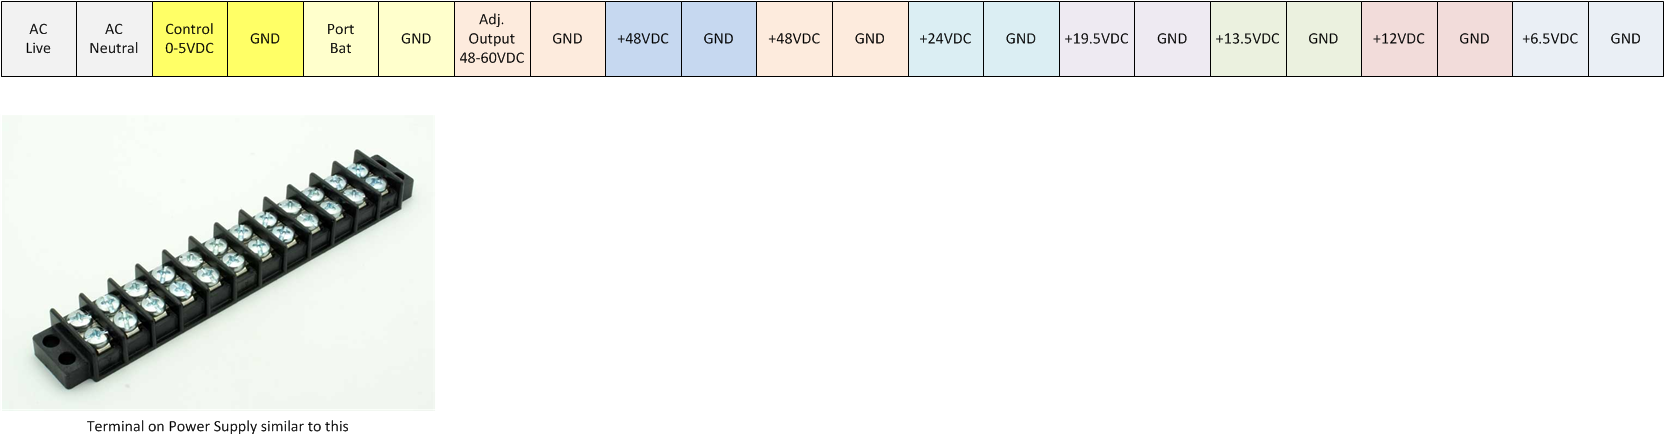 AC
Live
AC
Neutral
Control
0-5VDC
GND
Port
Bat
GND
Adj.
Output
48-60VDC
GND
+48VDC
GND
+48VDC
GND
+24VDC
GND
+19.5VDC
GND
+13.5VDC
GND
+12VDC
GND
+6.5VDC
GND
Terminal on Power Supply similar to this